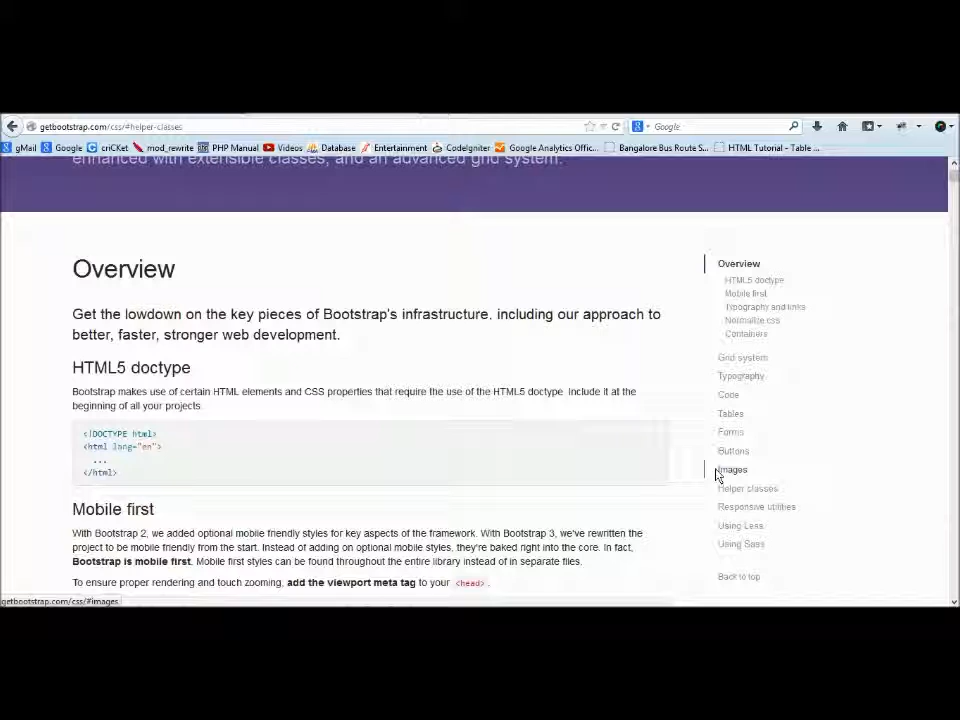 getbootstrap.com/css/#helper-classes
Google
gMail Google criCKet mod_rewrite PHP Manual Videos Database Entertainment CodeIgniter Google Analytics Offic... Bangalore Bus Route S... HTML Tutorial - Table ...
enhanced with extensible classes, and an advanced grid system.
Overview
Get the lowdown on the key pieces of Bootstrap's infrastructure, including our approach to
better, faster, stronger web development.
HTML5 doctype
Bootstrap makes use of certain HTML elements and CSS properties that require the use of the HTML5 doctype. Include it at the
beginning of all your projects.
<!DOCTYPE html>
<html lang="en">
...
</html>
Mobile first
With Bootstrap 2, we added optional mobile friendly styles for key aspects of the framework. With Bootstrap 3, we've rewritten the
project to be mobile friendly from the start. Instead of adding on optional mobile styles, they're baked right into the core. In fact,
Bootstrap is mobile first. Mobile first styles can be found throughout the entire library instead of in separate files.
To ensure proper rendering and touch zooming, add the viewport meta tag to your <head>.
Overview
HTML5 doctype
Mobile first
Typography and links
Normalize.css
Containers
Grid system
Typography
Code
Tables
Forms
Buttons
Images
Helper classes
Responsive utilities
Using Less
Using Sass
Back to top
getbootstrap.com/css/#images